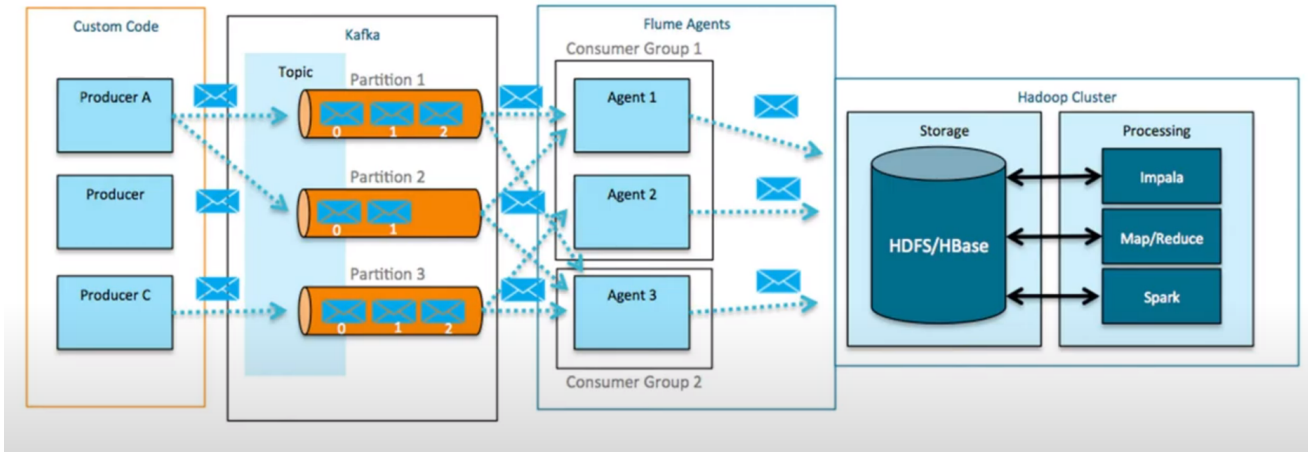 Custom Code
Producer A
Producer
Producer C
Kafka
Topic
Partition 1
0 1 2
Partition 2
0 1
Partition 3
0 1 2
Flume Agents
Consumer Group 1
Agent 1
Agent 2
Agent 3
Consumer Group 2
Hadoop Cluster
Storage
HDFS/HBase
Processing
Impala
Map/Reduce
Spark